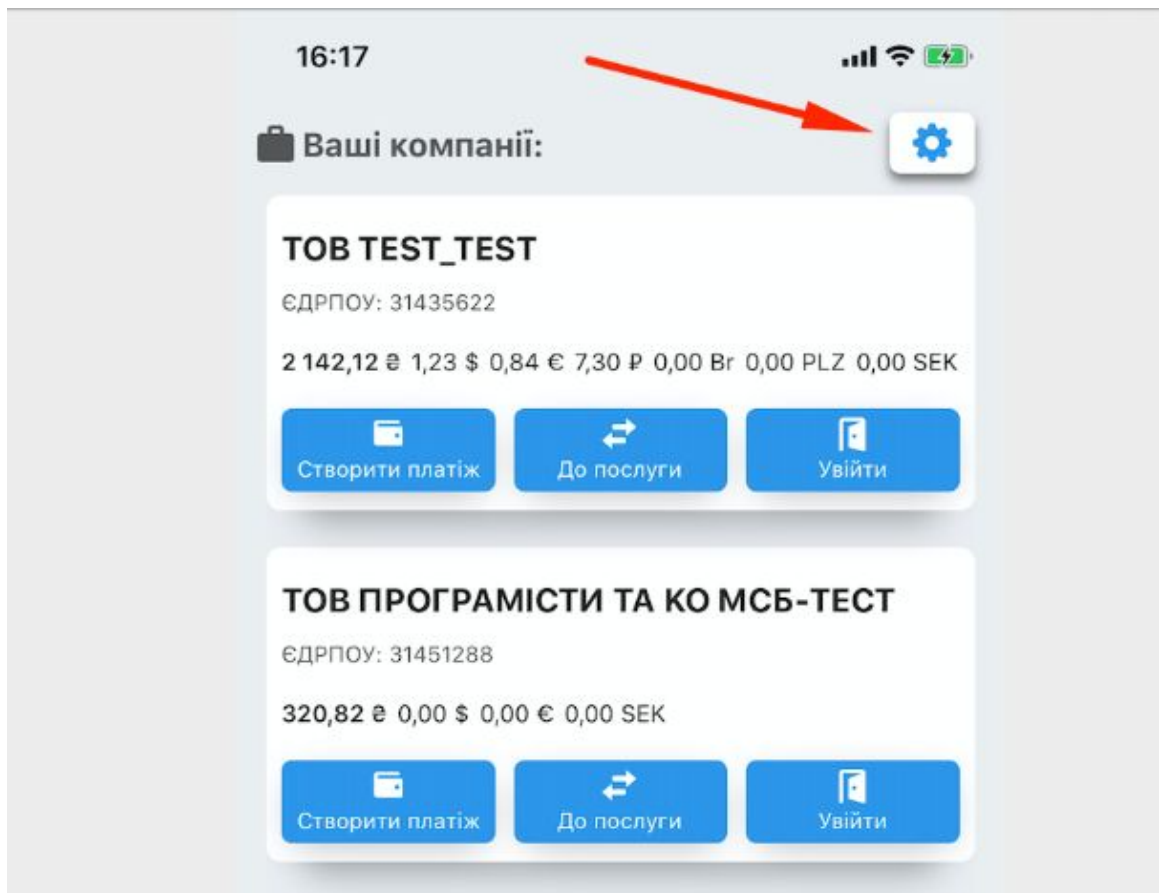 16:17
Ваші компанії:
ТОВ TEST_TEST
ЄДРПОУ: 31435622
2 142,12 ₴ 1,23 $ 0,84 € 7,30 ₽ 0,00 Br 0,00 PLZ 0,00 SEK
Створити платіж До послуги Увійти
ТОВ ПРОГРАМІСТИ ТА КО МСБ-ТЕСТ
ЄДРПОУ: 31451288
320,82 ₴ 0,00 $ 0,00 € 0,00 SEK
Створити платіж До послуги Увійти